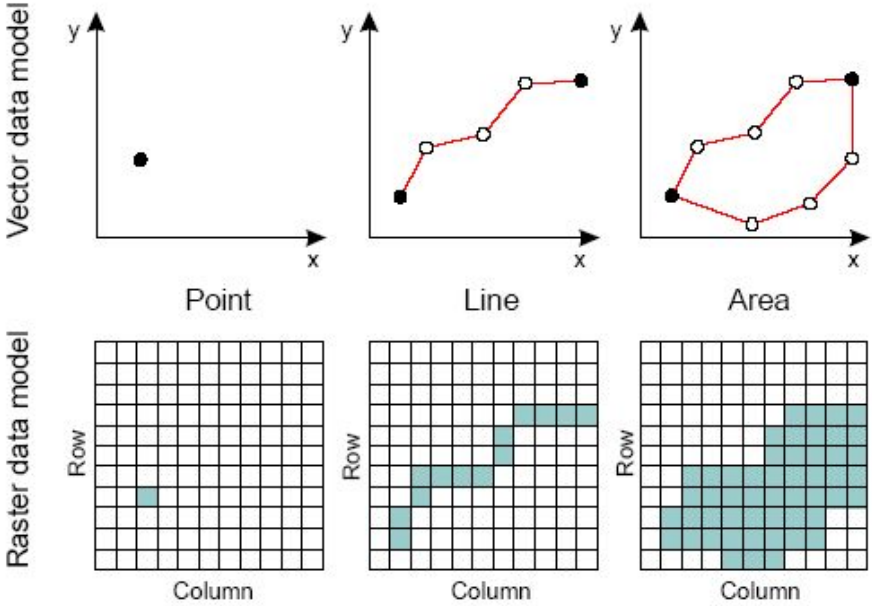 Vector data model
y
x
y
x
y
x
Point
Line
Area
Raster data model
Row
Column
Row
Column
Row
Column